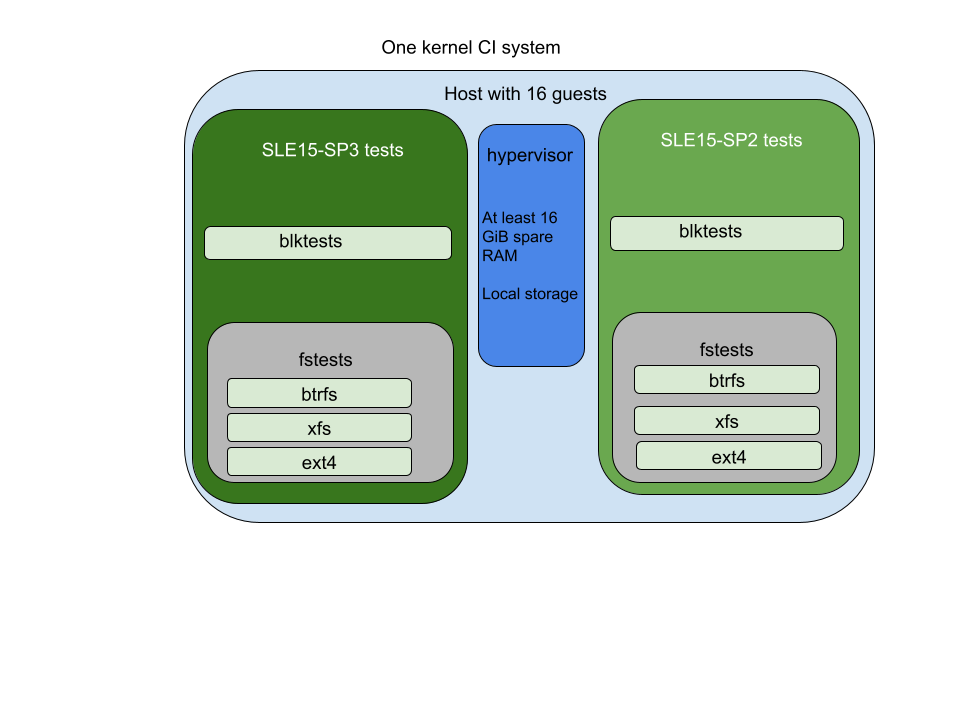 One kernel CI system
Host with 16 guests
SLE15-SP3 tests
blktests
fstests
btrfs
xfs
ext4
hypervisor
At least 16
GiB spare
RAM
Local storage
SLE15-SP2 tests
blktests
fstests
btrfs
xfs
ext4